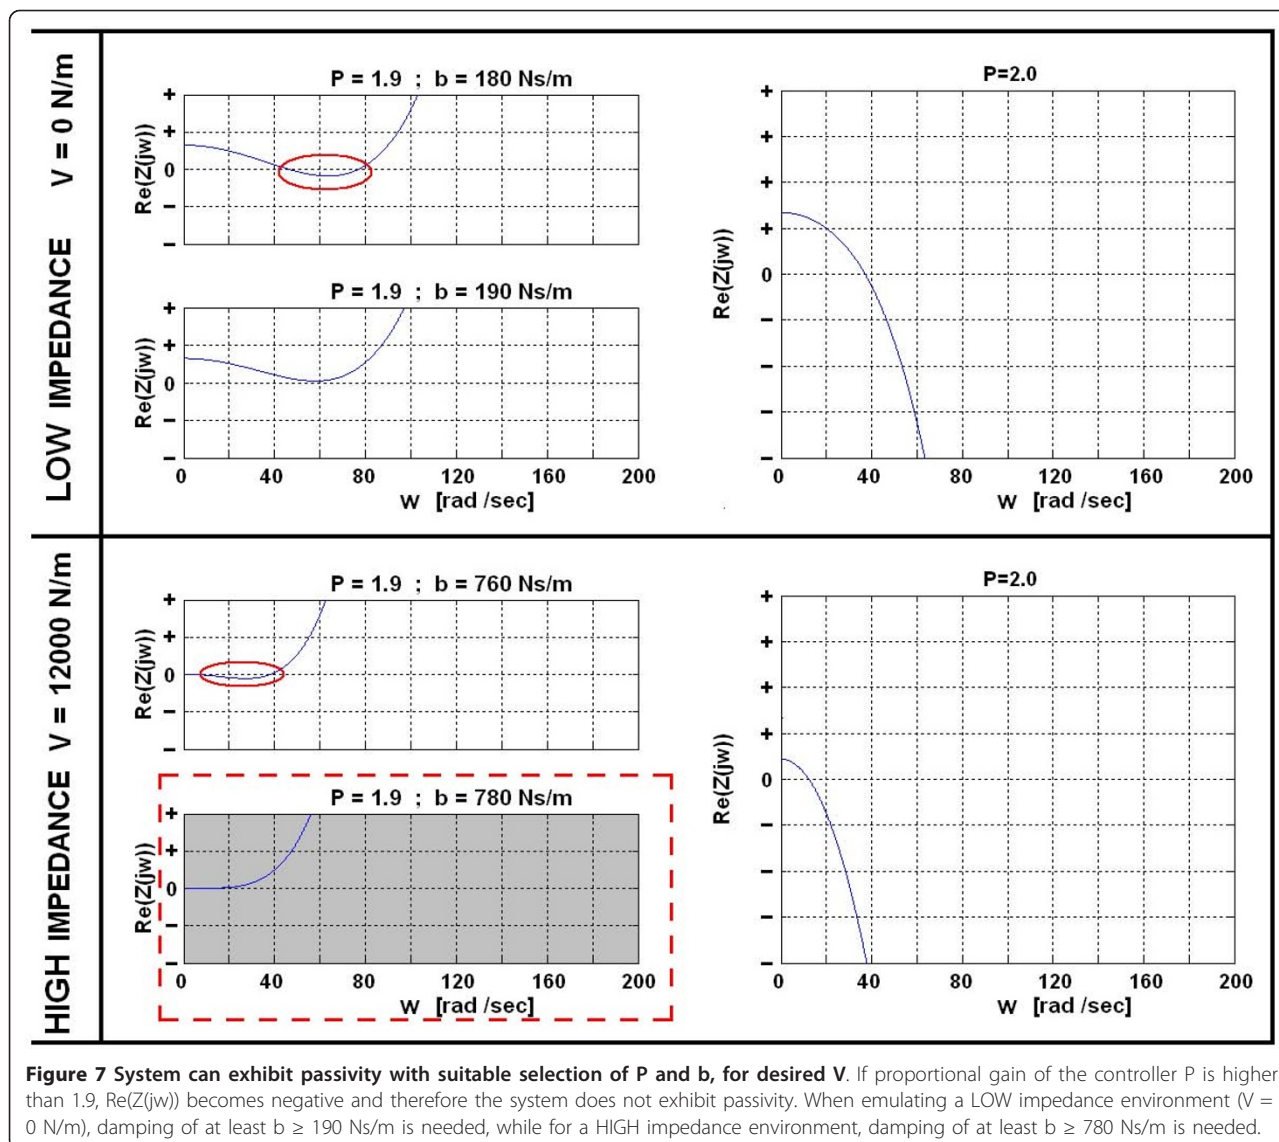 LOW IMPEDANCE V = 0 N/m
P = 1.9 ; b = 180 Ns/m
Re(Z(jw))
+
+
0
−
−
P = 1.9 ; b = 190 Ns/m
Re(Z(jw))
+
+
0
−
−
0 40 80 120 160 200
W [rad /sec]
P=2.0
Re(Z(jw))
+
+
+
+
0
−
−
−
−
0 40 80 120 160 200
W [rad /sec]
HIGH IMPEDANCE V = 12000 N/m
P = 1.9 ; b = 760 Ns/m
Re(Z(jw))
+
+
0
−
−
P = 1.9 ; b = 780 Ns/m
Re(Z(jw))
+
+
0
−
−
0 40 80 120 160 200
W [rad /sec]
P=2.0
Re(Z(jw))
+
+
+
+
0
−
−
−
−
0 40 80 120 160 200
W [rad /sec]
Figure 7 System can exhibit passivity with suitable selection of P and b, for desired V. If proportional gain of the controller P is higher
than 1.9, Re(Z(jw)) becomes negative and therefore the system does not exhibit passivity. When emulating a LOW impedance environment (V =
0 N/m), damping of at least b ≥ 190 Ns/m is needed, while for a HIGH impedance environment, damping of at least b ≥ 780 Ns/m is needed.